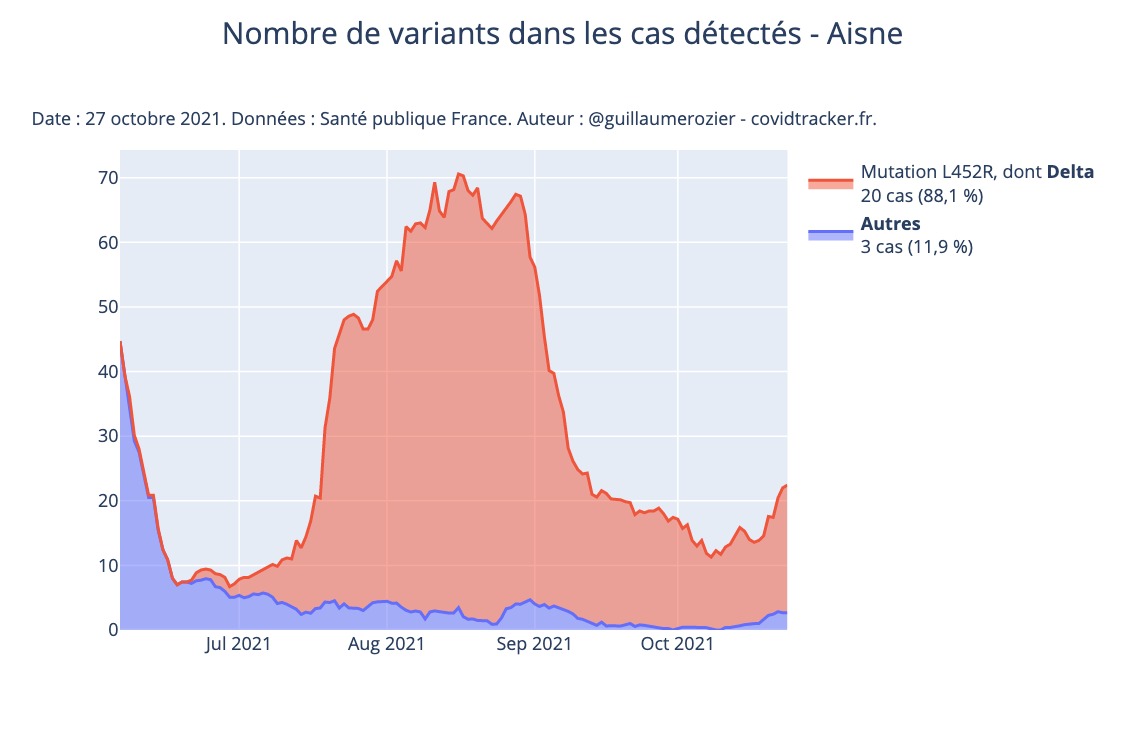 Nombre de variants dans les cas détectés - Aisne
Date : 27 octobre 2021. Données : Santé publique France. Auteur : @guillaumerozier - covidtracker.fr.
Mutation L452R, dont Delta
20 cas (88,1 %)
Autres
3 cas (11,9 %)
70
60
50
40
30
20
10
0
Jul 2021
Aug 2021
Sep 2021
Oct 2021